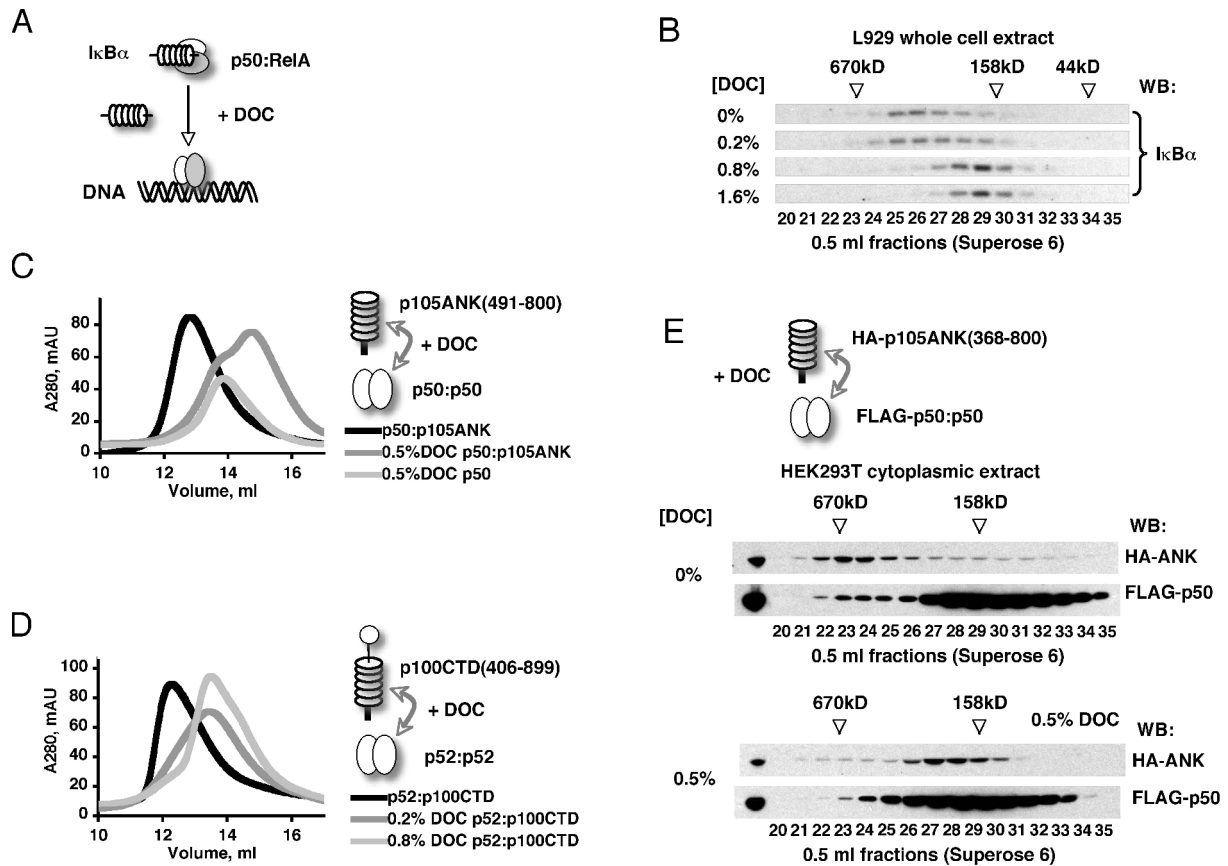 A
IκBα
p50:RelA
+ DOC
DNA
B
L929 whole cell extract
670kD 158kD 44kD
[DOC] WB:
0%
0.2%
0.8%
1.6%
IκBα
20 21 22 23 24 25 26 27 28 29 30 31 32 33 34 35
0.5 ml fractions (Superose 6)
C
A280, mAU
80
60
40
20
0
10 12 14 16
Volume, ml
p105ANK(491-800)
+ DOC
p50:p50
p50:p105ANK
0.5%DOC p50:p105ANK
0.5%DOC p50
D
A280, mAU
100
80
60
40
20
0
10 12 14 16
Volume, ml
p100CTD(406-899)
+ DOC
p52:p52
p52:p100CTD
0.2% DOC p52:p100CTD
0.8% DOC p52:p100CTD
E
HA-p105ANK(368-800)
+ DOC
FLAG-p50:p50
HEK293T cytoplasmic extract
670kD 158kD
[DOC] WB:
0%
HA-ANK
FLAG-p50
20 21 22 23 24 25 26 27 28 29 30 31 32 33 34 35
0.5 ml fractions (Superose 6)
670kD 158kD 0.5% DOC
WB:
0.5%
HA-ANK
FLAG-p50
20 21 22 23 24 25 26 27 28 29 30 31 32 33 34 35
0.5 ml fractions (Superose 6)